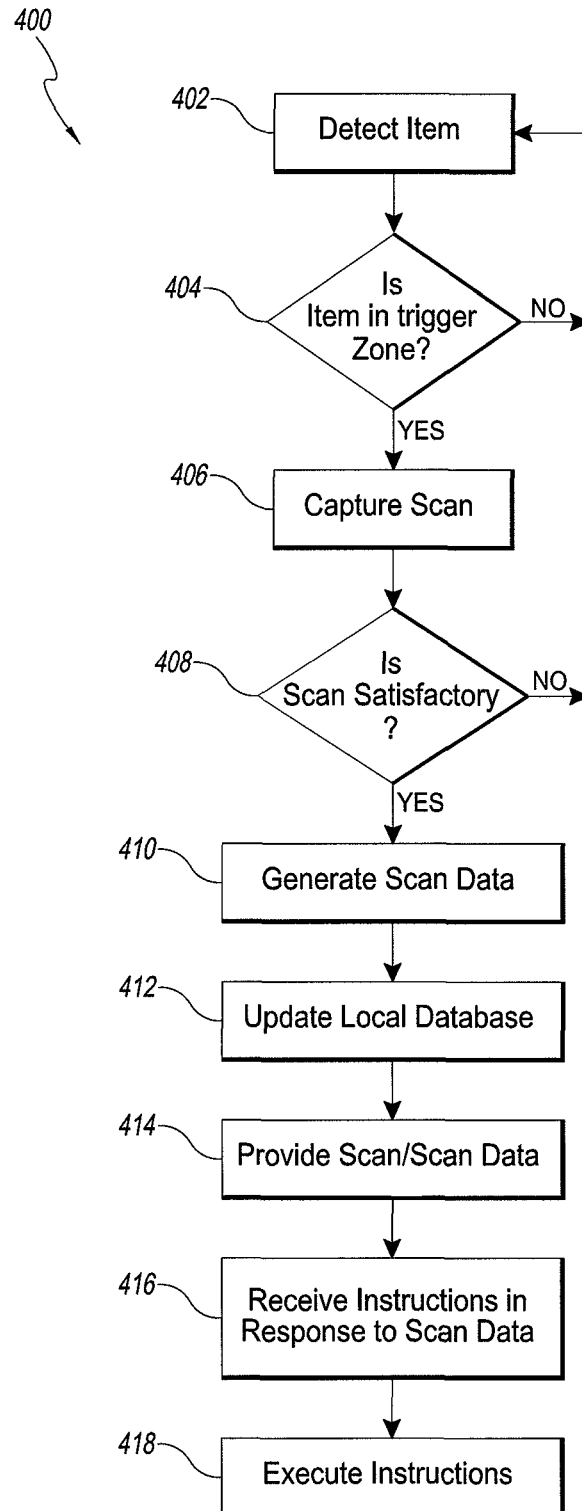 400
402
Detect Item
404
Is
Item in trigger
Zone?
NO
YES
406
Capture Scan
408
Is
Scan Satisfactory
?
NO
YES
410
Generate Scan Data
412
Update Local Database
414
Provide Scan/Scan Data
416
Receive Instructions in
Response to Scan Data
418
Execute Instructions